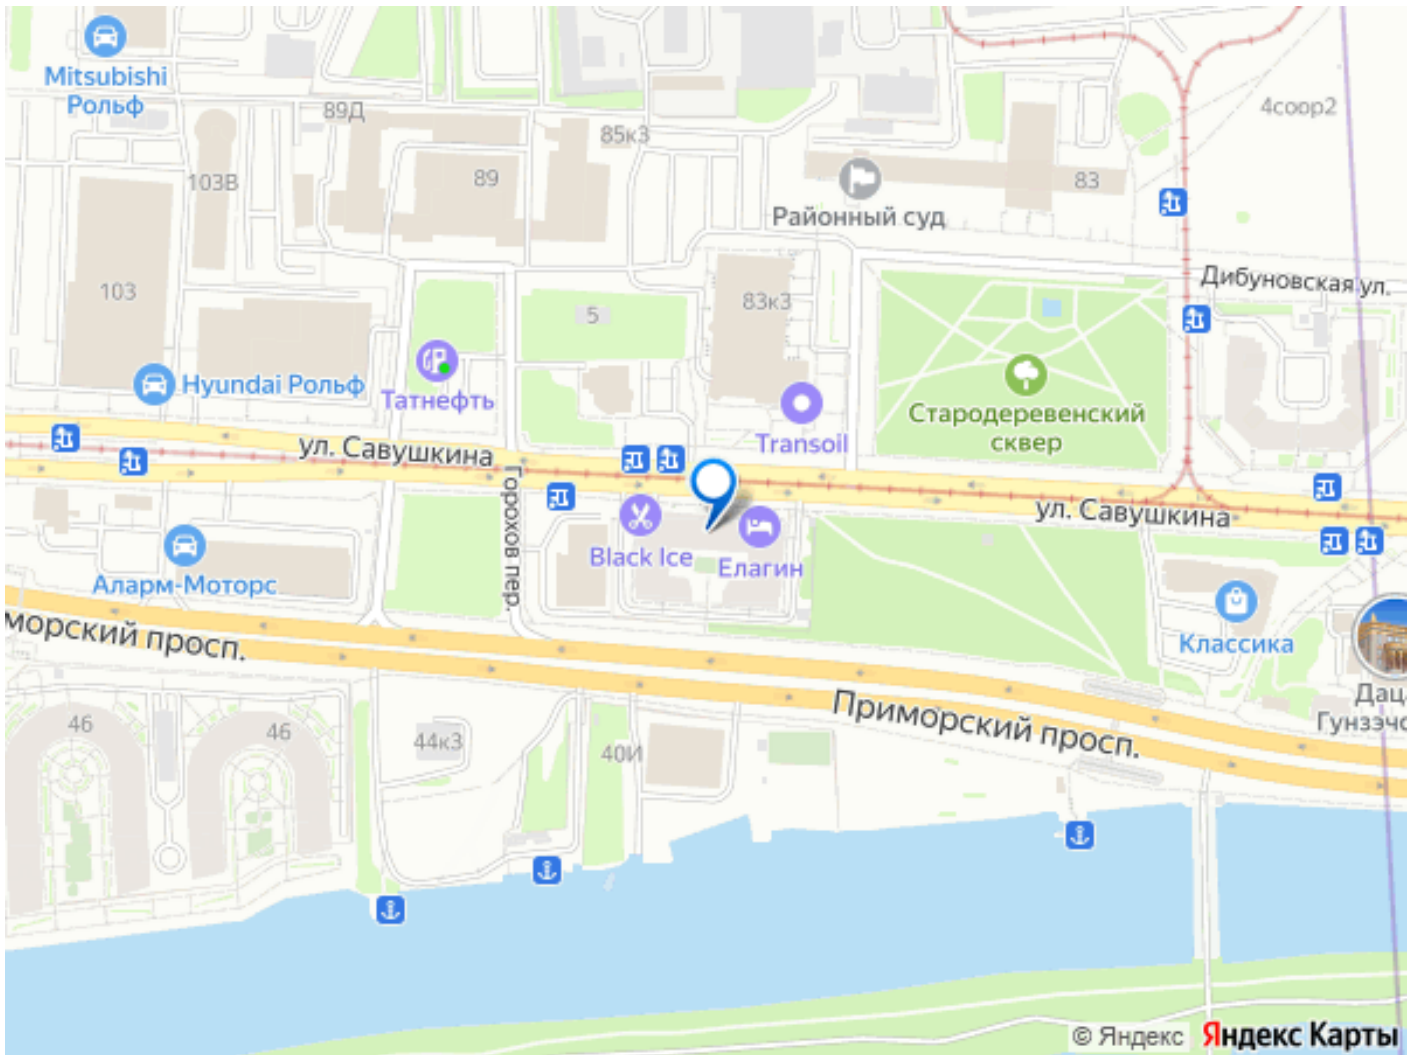 Mitsubishi
Рольф
89Д
85к3
4соор2
103В
89
83
Районный суд
Дибуновская ул.
103
5
83к3
Hyundai Рольф
Татнефть
Transoil
Стародеревенский
сквер
ул. Савушкина
Горохов пер.
ул. Савушкина
Black Ice
Елагин
Аларм-Моторс
Классика
морский просп.
Приморский просп.
Даца
Гунзэчо
46
46
44к3
40И
© Яндекс
Яндекс Карты